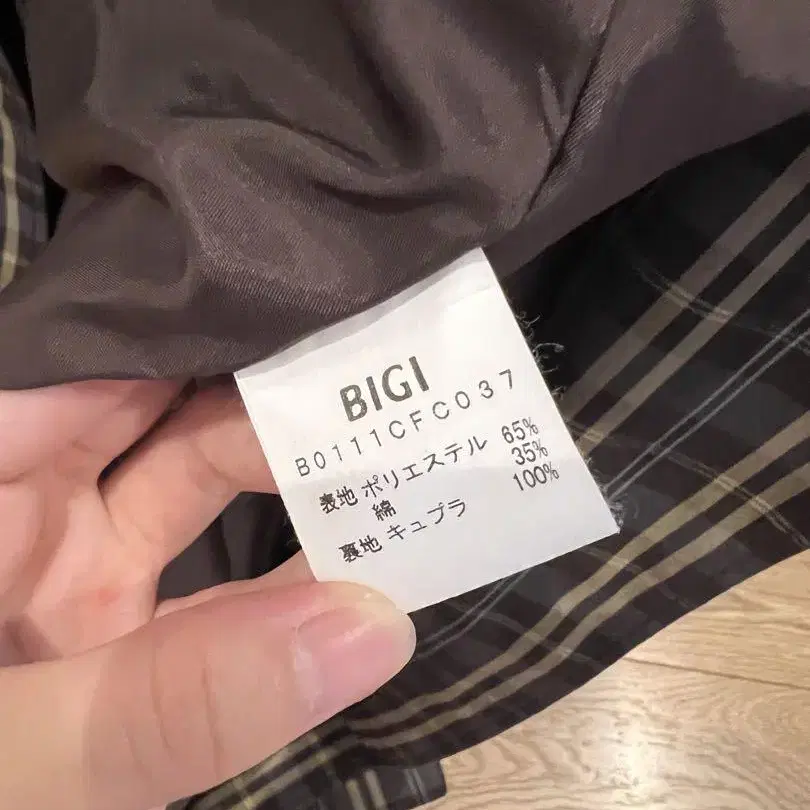 BIGI
B0111CFC037
表地 ポリエステル 65%
綿 35%
裏地 キュプラ 100%